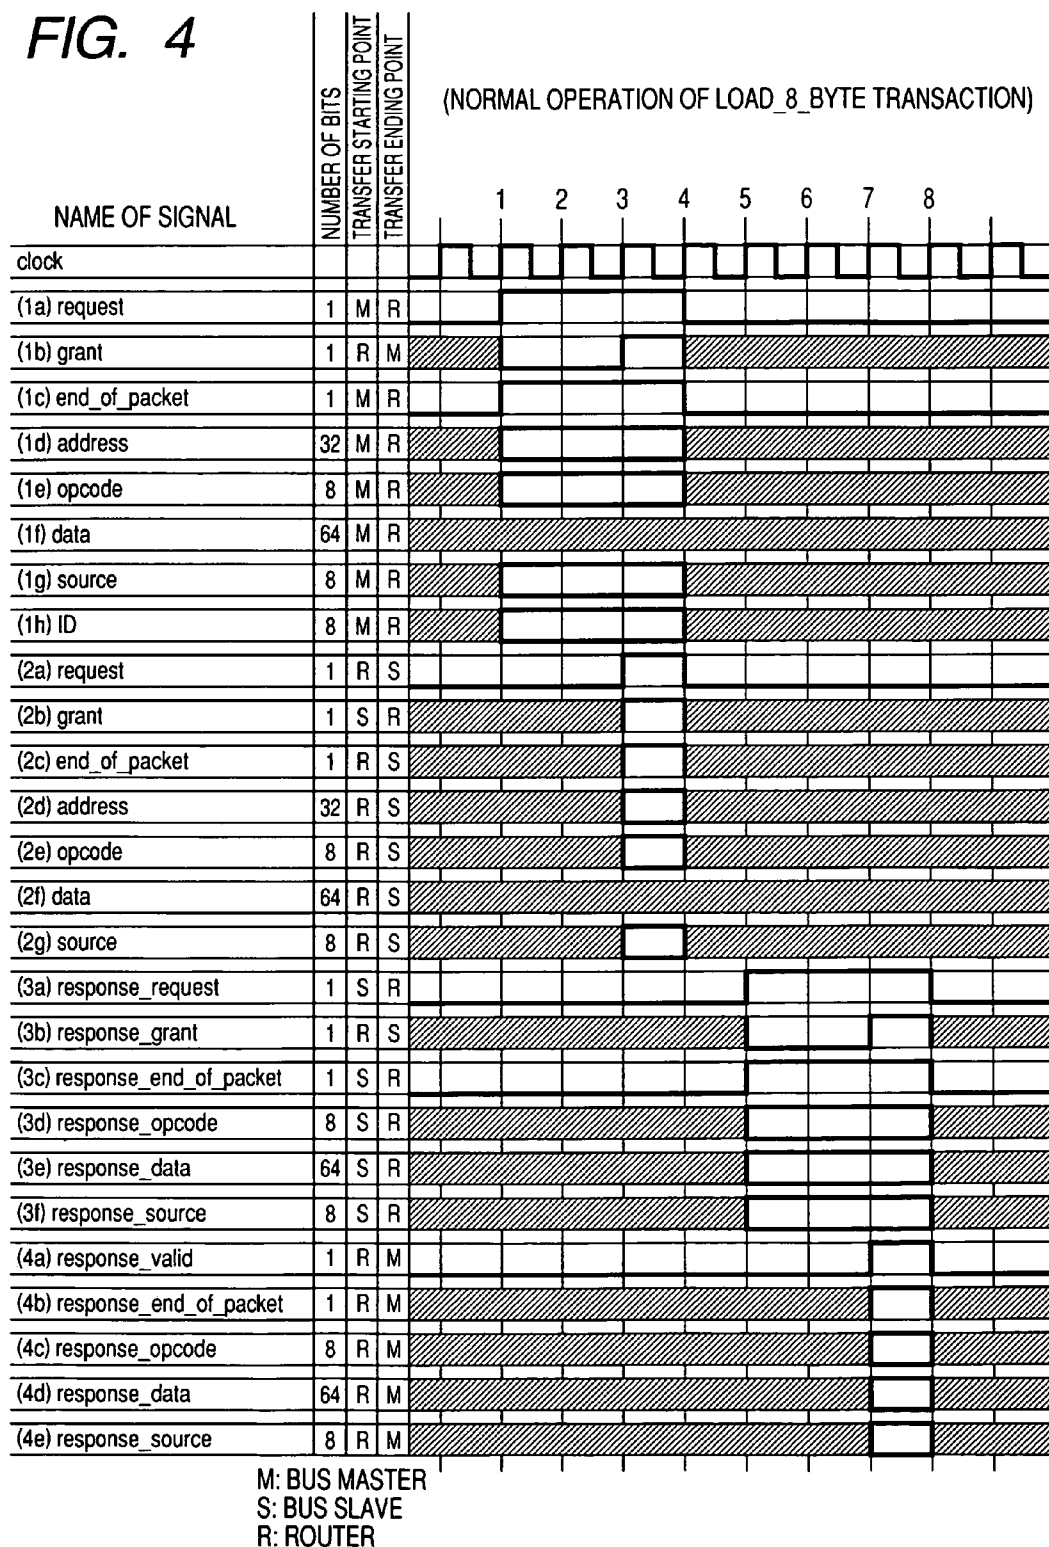 FIG. 4
(NORMAL OPERATION OF LOAD_8_BYTE TRANSACTION)
NAME OF SIGNAL NUMBER OF BITS TRANSFER STARTING POINT TRANSFER ENDING POINT 1 2 3 4 5 6 7 8
clock
(1a) request 1 M R
(1b) grant 1 R M
(1c) end_of_packet 1 M R
(1d) address 32 M R
(1e) opcode 8 M R
(1f) data 64 M R
(1g) source 8 M R
(1h) ID 8 M R
(2a) request 1 R S
(2b) grant 1 S R
(2c) end_of_packet 1 R S
(2d) address 32 R S
(2e) opcode 8 R S
(2f) data 64 R S
(2g) source 8 R S
(3a) response_request 1 S R
(3b) response_grant 1 R S
(3c) response_end_of_packet 1 S R
(3d) response_opcode 8 S R
(3e) response_data 64 S R
(3f) response_source 8 S R
(4a) response_valid 1 R M
(4b) response_end_of_packet 1 R M
(4c) response_opcode 8 R M
(4d) response_data 64 R M
(4e) response_source 8 R M
M: BUS MASTER
S: BUS SLAVE
R: ROUTER